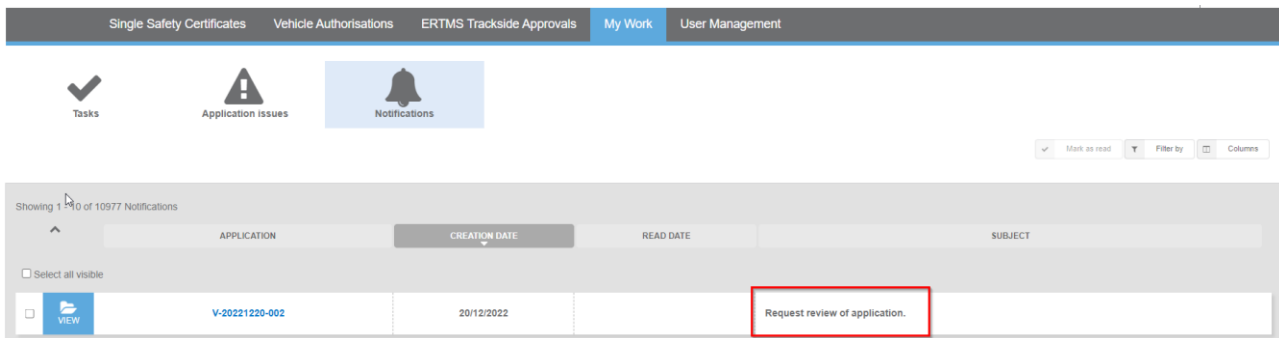 Single Safety Certificates Vehicle Authorisations ERTMS Trackside Approvals My Work User Management
Tasks Application issues Notifications
Mark as read Filter by Columns
Showing 1 - 10 of 10977 Notifications
APPLICATION CREATION DATE READ DATE SUBJECT
Select all visible
VIEW V-20221220-002 20/12/2022 Request review of application.